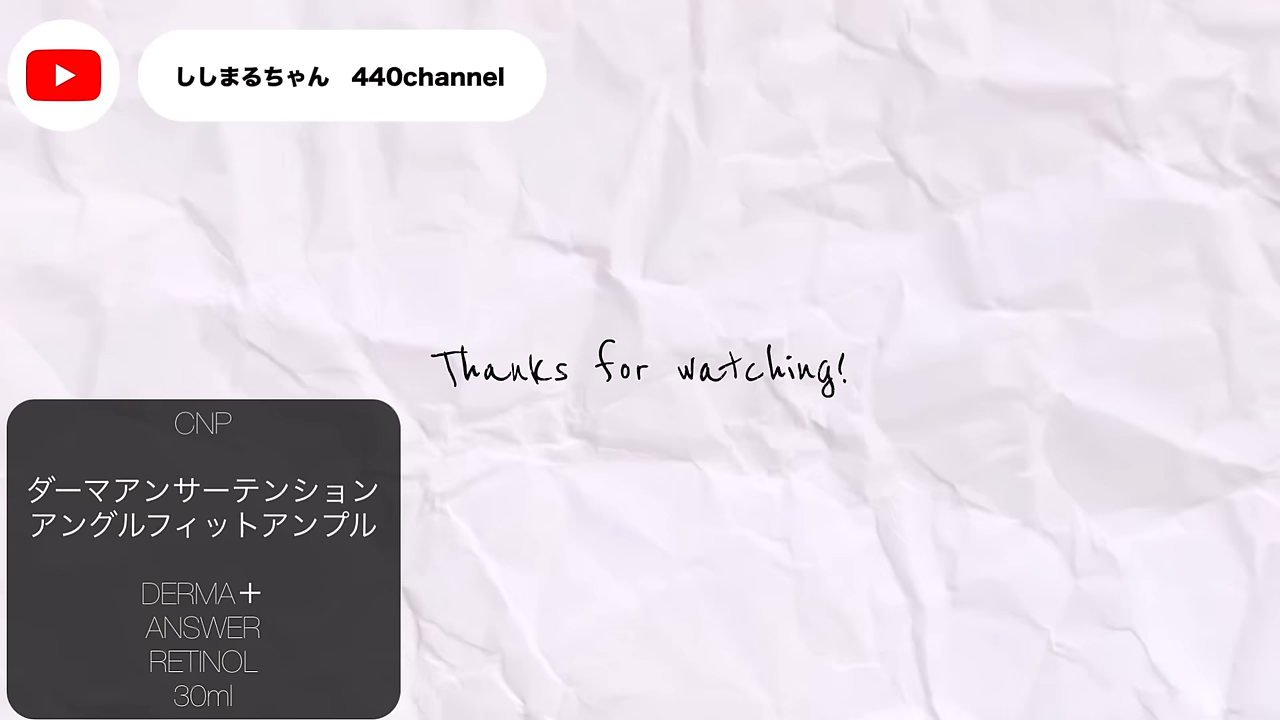 ししまるちゃん　440channel
Thanks for watching!
CNP
ダーマアンサーテンション
アングルフィットアンプル
DERMA＋
ANSWER
RETINOL
30ml